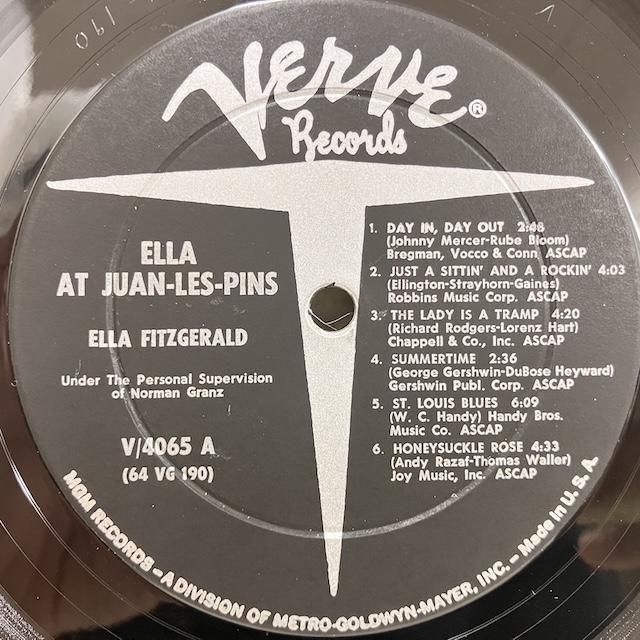 VERVE®
Records
ELLA
AT JUAN-LES-PINS
ELLA FITZGERALD
Under The Personal Supervision
of Norman Granz
V/4065 A
(64 VG 190)
1. DAY IN, DAY OUT 2:48
(Johnny Mercer-Rube Bloom)
Bregman, Vocco & Conn ASCAP
2. JUST A SITTIN' AND A ROCKIN' 4:03
(Ellington-Strayhorn-Gaines)
Robbins Music Corp. ASCAP
3. THE LADY IS A TRAMP 4:20
(Richard Rodgers-Lorenz Hart)
Chappell & Co., Inc. ASCAP
4. SUMMERTIME 2:36
(George Gershwin-DuBose Heyward)
Gershwin Publ. Corp. ASCAP
5. ST. LOUIS BLUES 6:09
(W. C. Handy) Handy Bros.
Music Co. ASCAP
6. HONEYSUCKLE ROSE 4:33
(Andy Razaf-Thomas Waller)
Joy Music, Inc. ASCAP
MGM RECORDS – A DIVISION OF METRO-GOLDWYN-MAYER, INC. – Made in U. S. A.